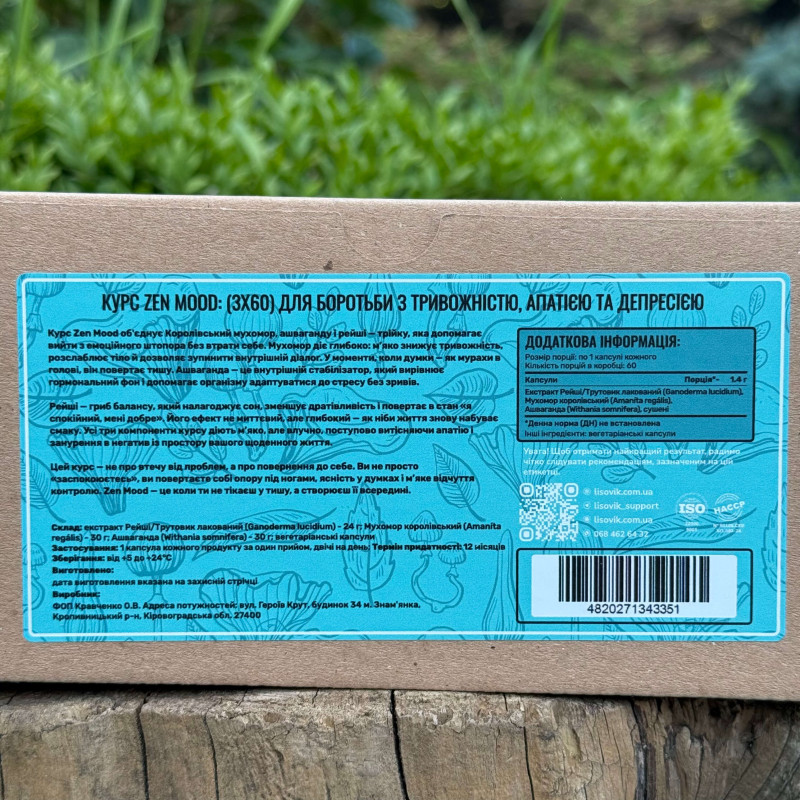 КУРС ZEN MOOD: (3X60) ДЛЯ БОРОТЬБИ З ТРИВОЖНІСТЮ, АПАТІЄЮ ТА ДЕПРЕСІЄЮ
Курс Zen Mood об'єднує Королівський мухомор, ашваганду і рейші – трійку, яка допомагає
вийти з емоційного штопора без втрати себе. Мухомор діє глибоко: м'яко знижує тривожність,
розслаблює тіло й дозволяє зупинити внутрішній діалог. У моменти, коли думки – як мурахи в
голові, він повертає тишу. Ашваганда – це внутрішній стабілізатор, який вирівнює
гормональний фон і допомагає організму адаптуватися до стресу без зривів.
Рейші – гриб балансу, який налагоджує сон, зменшує дратівливість і повертає в стан «я
спокійний, мені добре». Його ефект не миттєвий, але глибокий – як ніби життя знову набуває
смаку. Усі три компоненти курсу діють м'яко, але влучно, поступово витісняючи апатію і
занурення в негатив із простору вашого щоденного життя.
Цей курс – не про втечу від проблем, а про повернення до себе. Ви не просто
«заспокоюєтесь», ви повертаєте собі опору під ногами, ясність у думках і м'яке відчуття
контролю. Zen Mood – це коли ти не тікаєш у тишу, а створюєш її всередині.
Склад: екстракт Рейші/Трутовик лакований (Ganoderma lucidium) - 24 г; Мухомор королівський (Amanita
regális) - 30 г; Ашваганда (Withania somnifera) - 30 г; вегетаріанські капсули
Застосування: 1 капсула кожного продукту за один прийом, двічі на день. Термін придатності: 12 місяців
Зберігання: від +5 до +24°C
Виготовлено:
дата виготовлення вказана на захисній стрічці
Виробник:
ФОП Кравченко О.В. Адреса потужностей: вул. Героїв Крут, будинок 34 м. Знам'янка,
Кропивницький р-н, Кіровоградська обл. 27400
ДОДАТКОВА ІНФОРМАЦІЯ:
Розмір порції: по 1 капсулі кожного
Кількість порцій в коробці: 60
Капсули Порція*- 1.4 г
Екстракт Рейші/Трутовик лакований (Ganoderma lucidium),
Мухомор королівський (Amanita regális),
Ашваганда (Withania somnifera), сушені
*Денна норма (ДН) не встановлена
Інші інгредієнти: вегетаріанські капсули
Увага! Щоб отримати найкращий результат, радимо
чітко слідувати рекомендаціям, зазначеним на цій
етикетці.
lisovik.com.ua
lisovik_support
lisovik.com.ua
068 462 64 32
ISO
HACCP
4820271343351